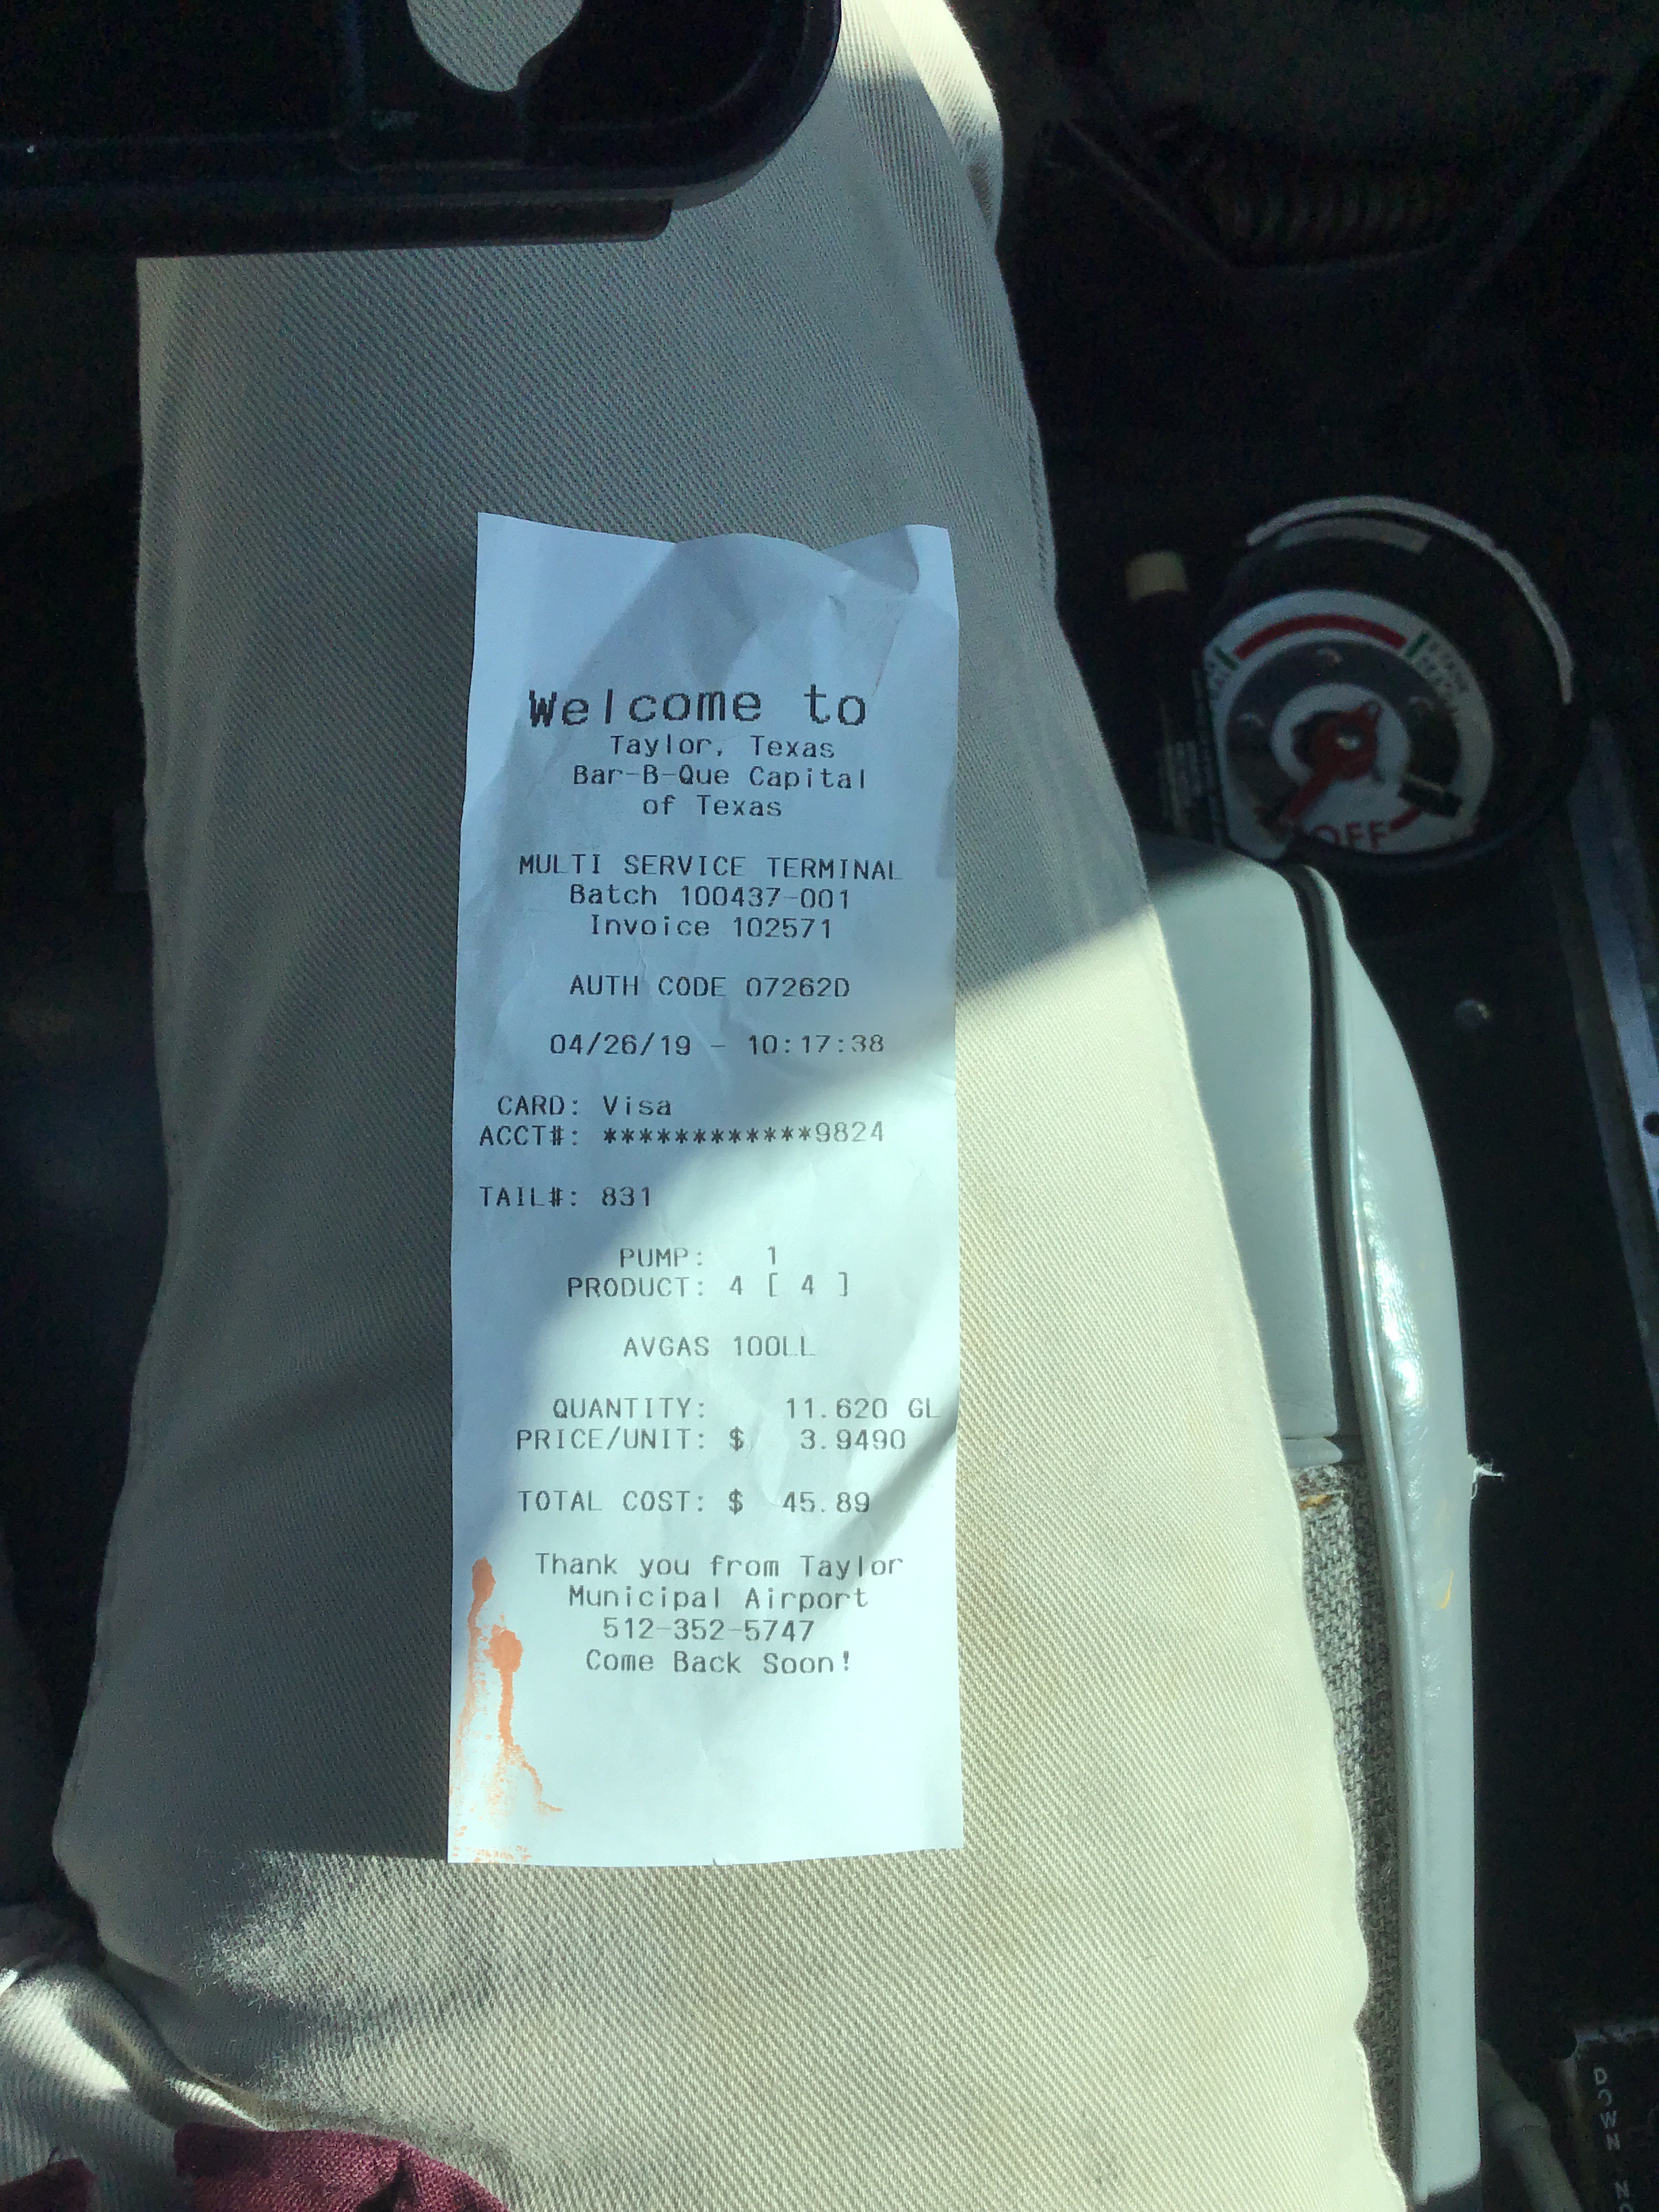 Welcome to
Taylor, Texas
Bar-B-Que Capital
of Texas
MULTI SERVICE TERMINAL
Batch 100437-001
Invoice 102571
AUTH CODE 07262D
04/26/19 - 10:17:38
CARD: Visa
ACCT#: ************9824
TAIL#: 831
PUMP: 1
PRODUCT: 4 [ 4 ]
AVGAS 100LL
QUANTITY: 11.620 GL
PRICE/UNIT: $ 3.9490
TOTAL COST: $ 45.89
Thank you from Taylor
Municipal Airport
512-352-5747
Come Back Soon!
OFF
DOWN